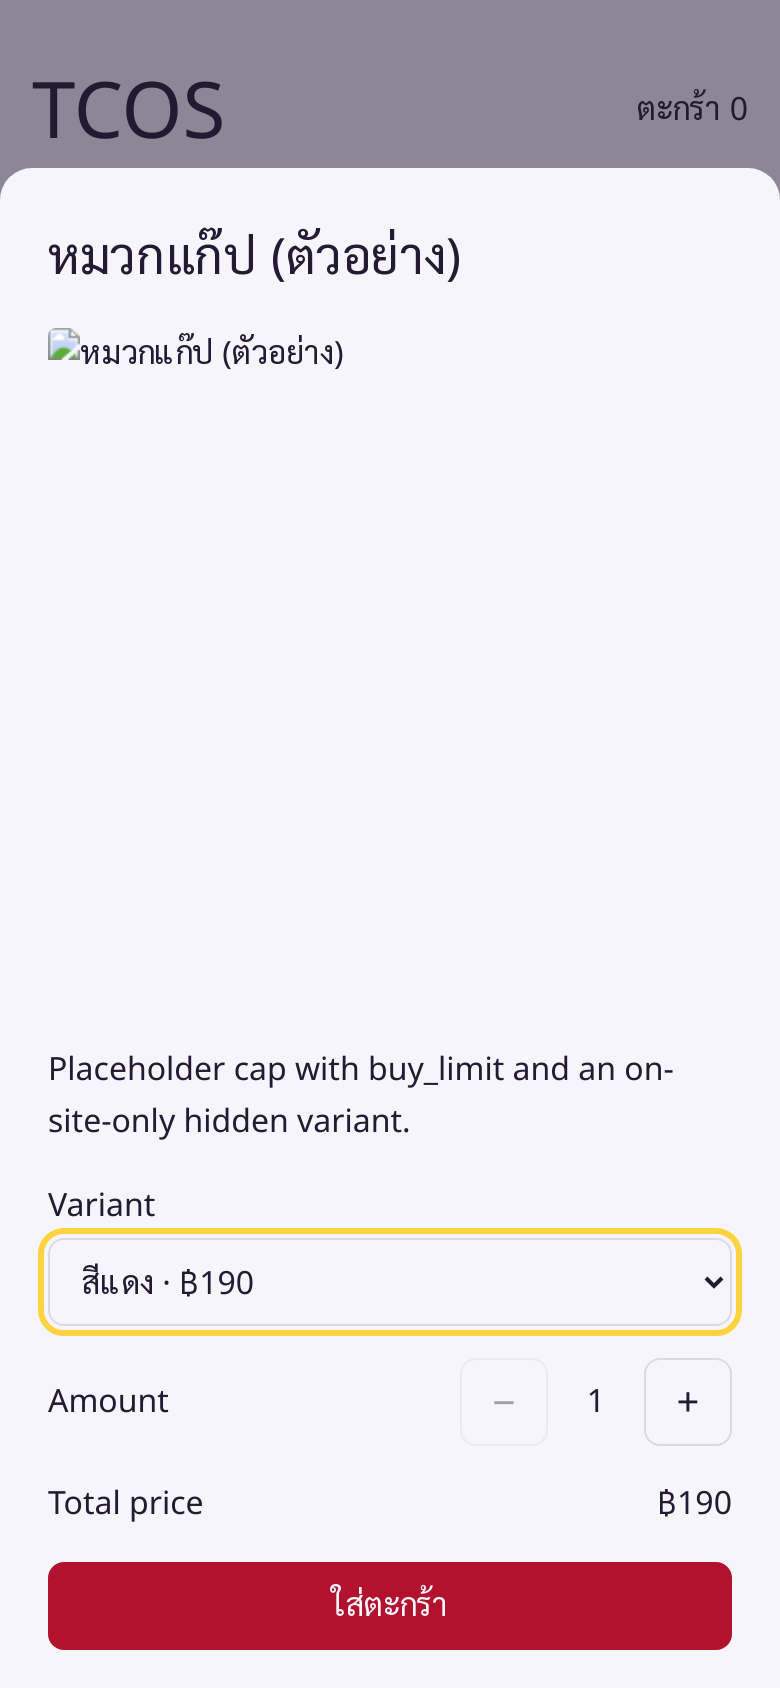 TCOS
ตะกร้า 0
หมวกแก๊ป (ตัวอย่าง)
หมวกแก๊ป (ตัวอย่าง)
Placeholder cap with buy_limit and an on-
site-only hidden variant.
Variant
สีแดง · ฿190
Amount
− 1 +
Total price ฿190
ใส่ตะกร้า